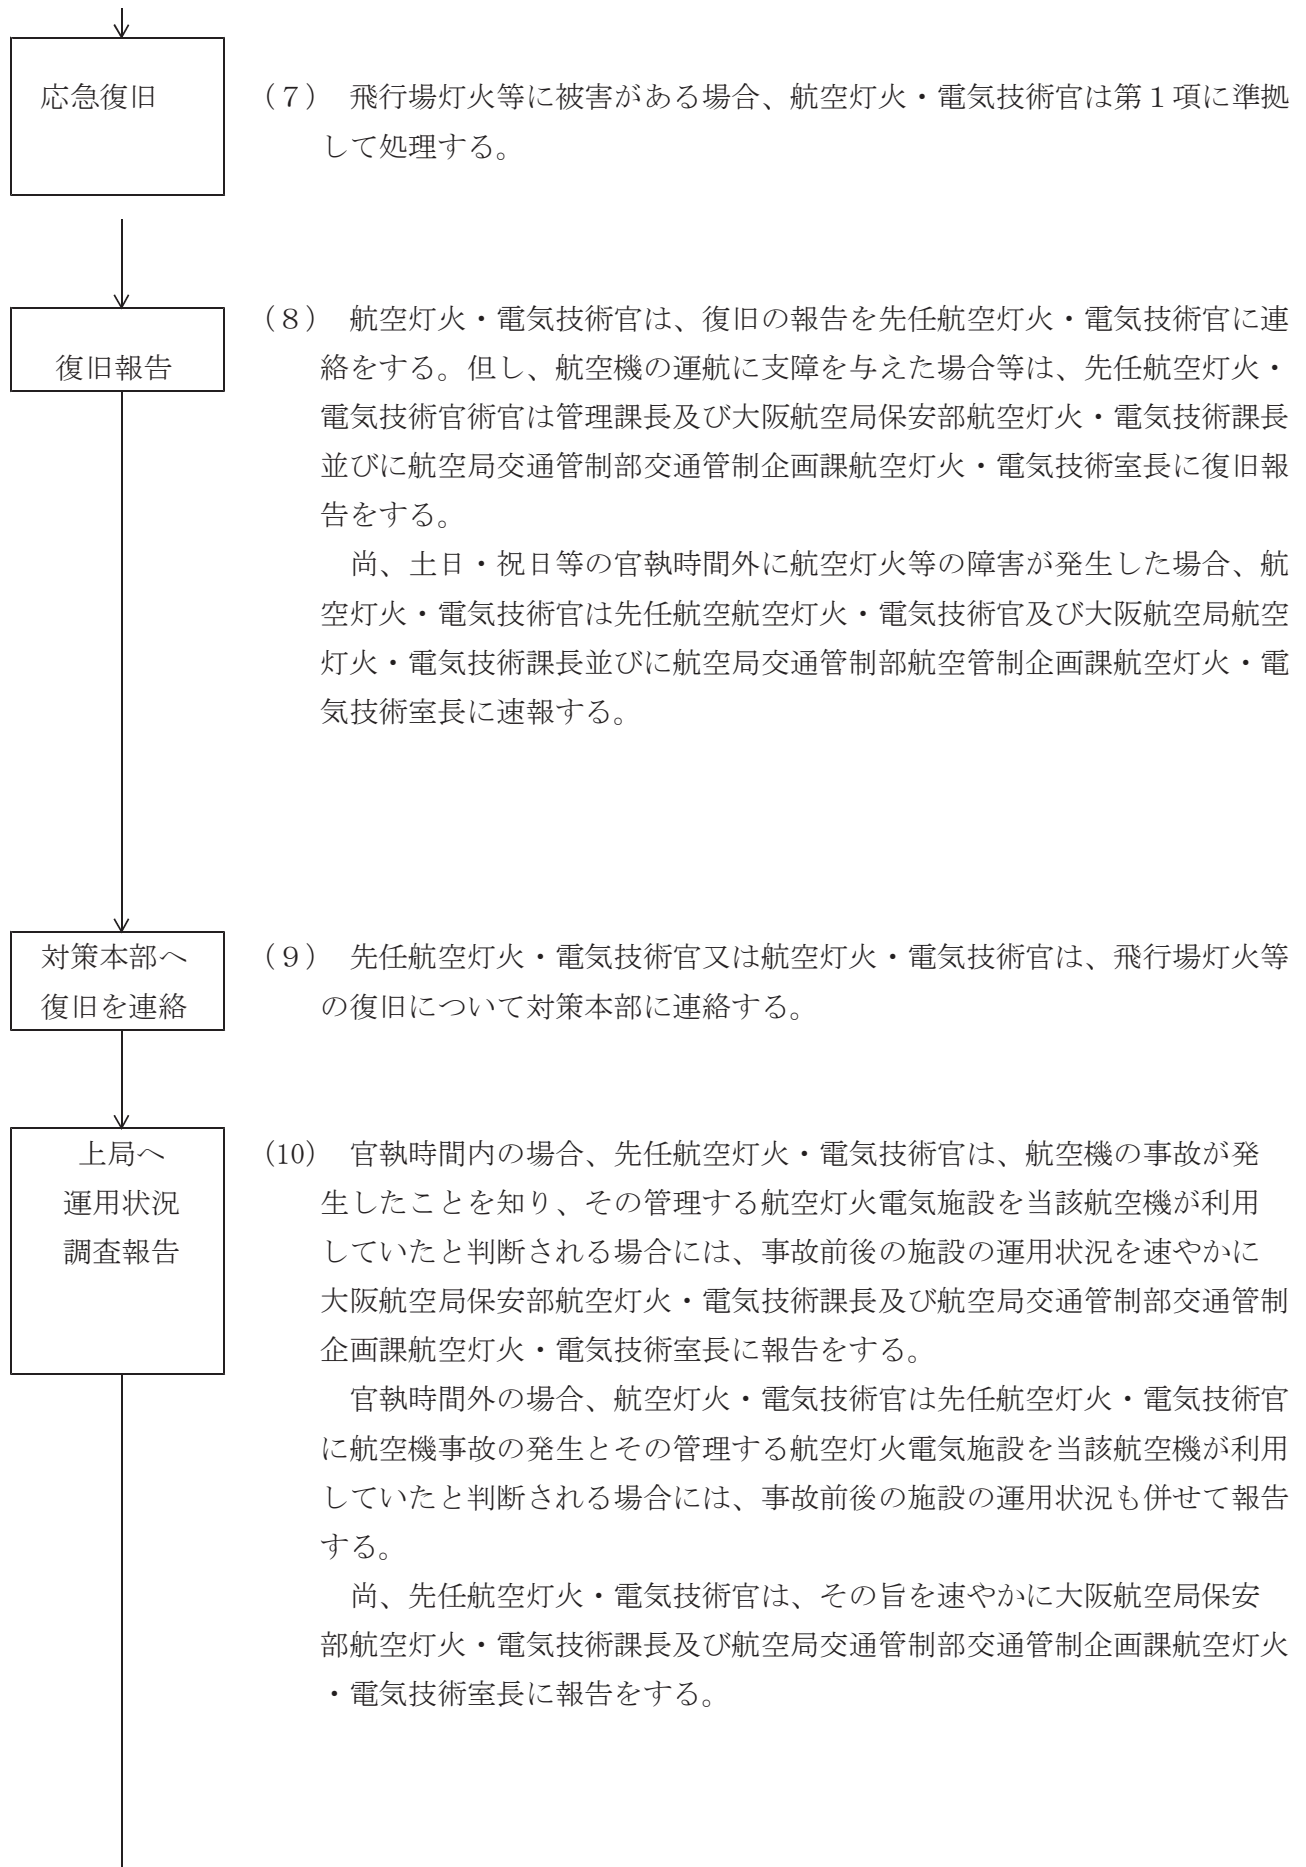 応急復旧
（７） 飛行場灯火等に被害がある場合、航空灯火・電気技術官は第１項に準拠
して処理する。
復旧報告
（８） 航空灯火・電気技術官は、復旧の報告を先任航空灯火・電気技術官に連
絡をする。但し、航空機の運航に支障を与えた場合等は、先任航空灯火・
電気技術官術官は管理課長及び大阪航空局保安部航空灯火・電気技術課長
並びに航空局交通管制部交通管制企画課航空灯火・電気技術室長に復旧報
告をする。
尚、土日・祝日等の官執時間外に航空灯火等の障害が発生した場合、航
空灯火・電気技術官は先任航空航空灯火・電気技術官及び大阪航空局航空
灯火・電気技術課長並びに航空局交通管制部航空管制企画課航空灯火・電
気技術室長に速報する。
対策本部へ
復旧を連絡
（９） 先任航空灯火・電気技術官又は航空灯火・電気技術官は、飛行場灯火等
の復旧について対策本部に連絡する。
上局へ
運用状況
調査報告
(10) 官執時間内の場合、先任航空灯火・電気技術官は、航空機の事故が発
生したことを知り、その管理する航空灯火電気施設を当該航空機が利用
していたと判断される場合には、事故前後の施設の運用状況を速やかに
大阪航空局保安部航空灯火・電気技術課長及び航空局交通管制部交通管制
企画課航空灯火・電気技術室長に報告をする。
官執時間外の場合、航空灯火・電気技術官は先任航空灯火・電気技術官
に航空機事故の発生とその管理する航空灯火電気施設を当該航空機が利用
していたと判断される場合には、事故前後の施設の運用状況も併せて報告
する。
尚、先任航空灯火・電気技術官は、その旨を速やかに大阪航空局保安
部航空灯火・電気技術課長及び航空局交通管制部交通管制企画課航空灯火
・電気技術室長に報告をする。